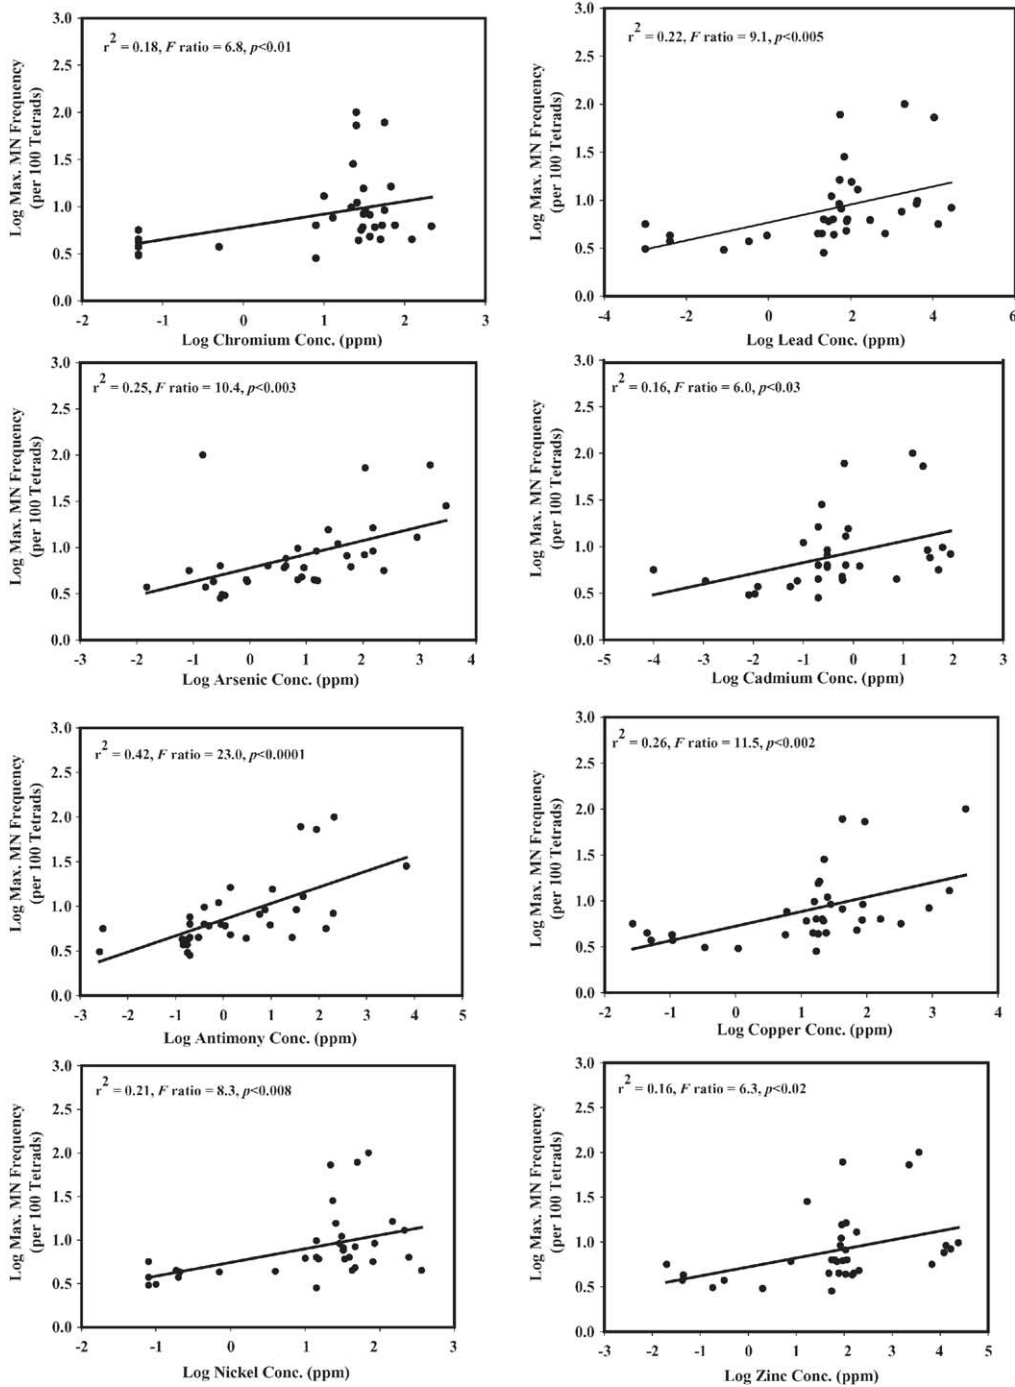 r2 = 0.18, F ratio = 6.8, p<0.01
Log Max. MN Frequency
(per 100 Tetrads)
3.0
2.5
2.0
1.5
1.0
0.5
0.0
-2 -1 0 1 2 3
Log Chromium Conc. (ppm)
r2 = 0.22, F ratio = 9.1, p<0.005
Log Max. MN Frequency
(per 100 Tetrads)
3.0
2.5
2.0
1.5
1.0
0.5
0.0
-4 -2 0 2 4 6
Log Lead Conc. (ppm)
r2 = 0.25, F ratio = 10.4, p<0.003
Log Max. MN Frequency
(per 100 Tetrads)
3.0
2.5
2.0
1.5
1.0
0.5
0.0
-3 -2 -1 0 1 2 3 4
Log Arsenic Conc. (ppm)
r2 = 0.16, F ratio = 6.0, p<0.03
Log Max. MN Frequency
(per 100 Tetrads)
3.0
2.5
2.0
1.5
1.0
0.5
0.0
-5 -4 -3 -2 -1 0 1 2 3
Log Cadmium Conc. (ppm)
r2 = 0.42, F ratio = 23.0, p<0.0001
Log Max. MN Frequency
(per 100 Tetrads)
3.0
2.5
2.0
1.5
1.0
0.5
0.0
-3 -2 -1 0 1 2 3 4 5
Log Antimony Conc. (ppm)
r2 = 0.26, F ratio = 11.5, p<0.002
Log Max. MN Frequency
(per 100 Tetrads)
3.0
2.5
2.0
1.5
1.0
0.5
0.0
-2 -1 0 1 2 3 4
Log Copper Conc. (ppm)
r2 = 0.21, F ratio = 8.3, p<0.008
Log Max. MN Frequency
(per 100 Tetrads)
3.0
2.5
2.0
1.5
1.0
0.5
0.0
-2 -1 0 1 2 3
Log Nickel Conc. (ppm)
r2 = 0.16, F ratio = 6.3, p<0.02
Log Max. MN Frequency
(per 100 Tetrads)
3.0
2.5
2.0
1.5
1.0
0.5
0.0
-3 -2 -1 0 1 2 3 4 5
Log Zinc Conc. (ppm)